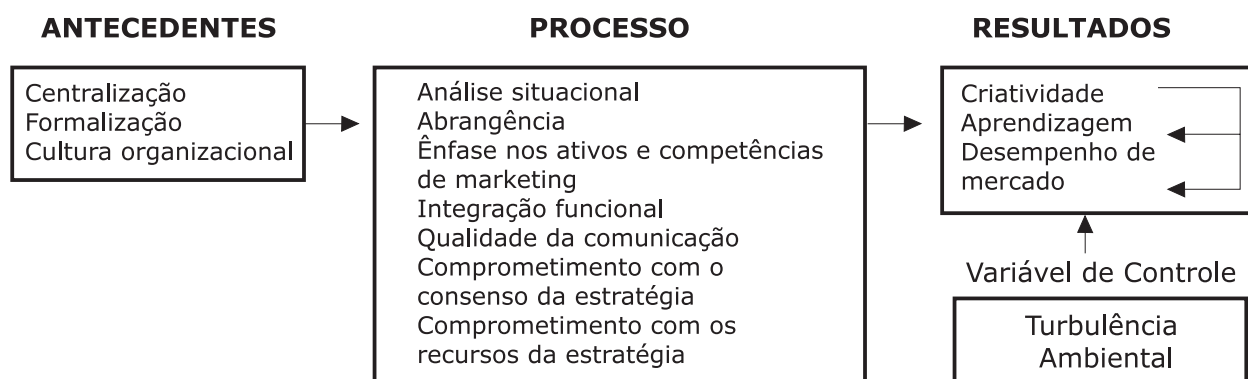 ANTECEDENTES
Centralização
Formalização
Cultura organizacional
PROCESSO
Análise situacional
Abrangência
Ênfase nos ativos e competências
de marketing
Integração funcional
Qualidade da comunicação
Comprometimento com o
consenso da estratégia
Comprometimento com os
recursos da estratégia
RESULTADOS
Criatividade
Aprendizagem
Desempenho de
mercado
Variável de Controle
Turbulência
Ambiental